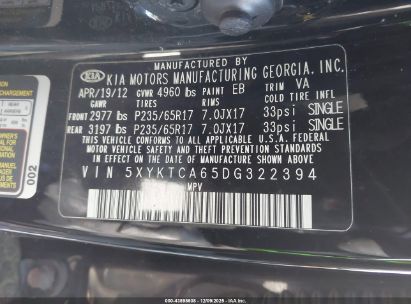 MANUFACTURED BY
KIA KIA MOTORS MANUFACTURING GEORGIA, INC.
APR/19/12 GVWR 4960 lbs PAINT EB TRIM VA
GAWR TIRES RIMS COLD TIRE INFL
FRONT 2977 lbs P235/65R17 7.0JX17 33psi SINGLE
REAR 3197 lbs P235/65R17 7.0JX17 33psi SINGLE
THIS VEHICLE CONFORMS TO ALL APPLICABLE U.S.A. FEDERAL
MOTOR VEHICLE SAFETY AND THEFT PREVENTION STANDARDS
IN EFFECT ON THE DATE OF MANUFACTURE SHOWN ABOVE.
VIN 5XYKTCA65DG322394
MPV
002